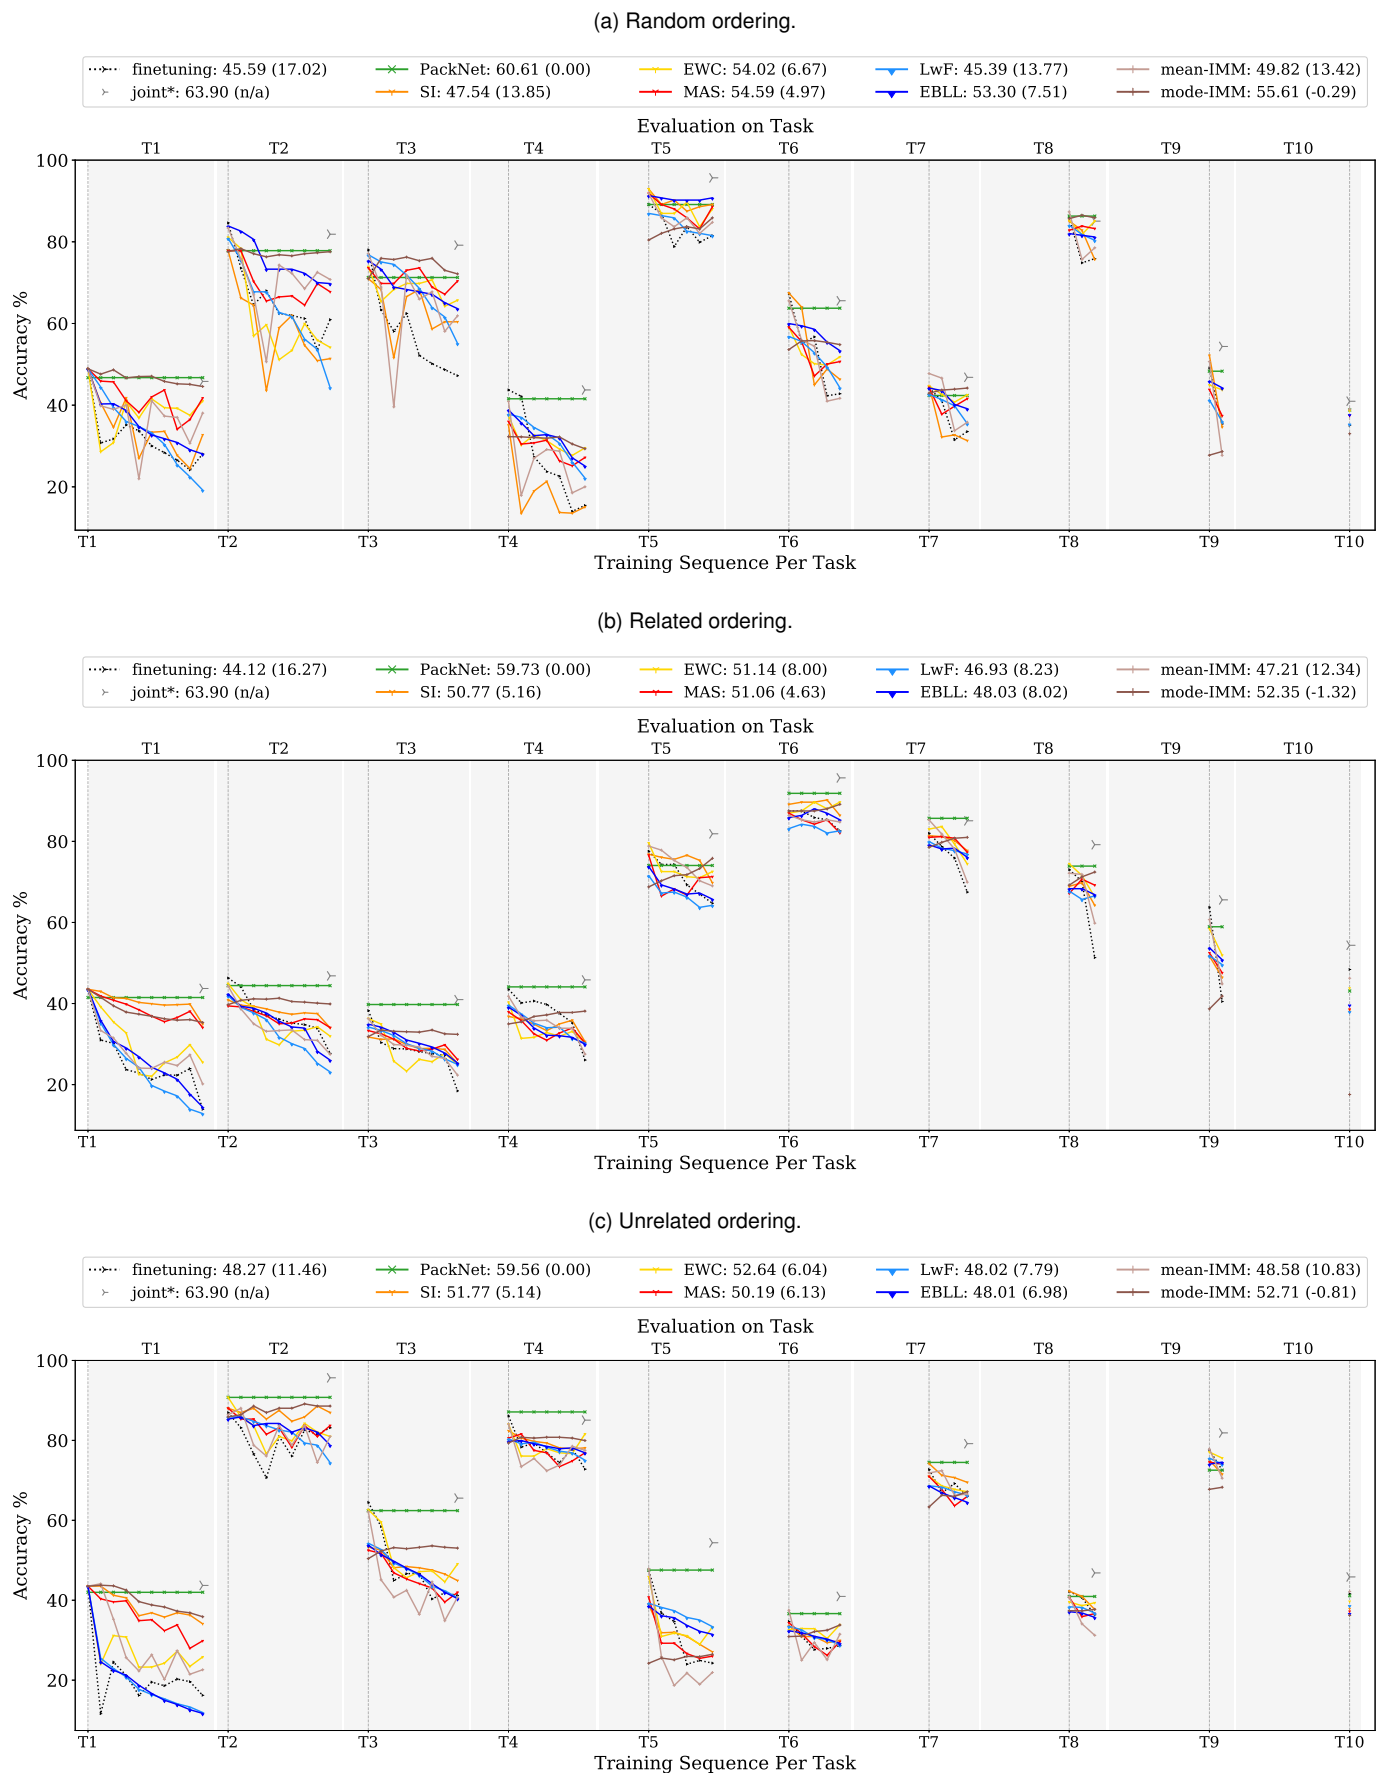 (a) Random ordering.
finetuning: 45.59 (17.02) PackNet: 60.61 (0.00) EWC: 54.02 (6.67) LwF: 45.39 (13.77) mean-IMM: 49.82 (13.42)
joint*: 63.90 (n/a) SI: 47.54 (13.85) MAS: 54.59 (4.97) EBLL: 53.30 (7.51) mode-IMM: 55.61 (-0.29)
Evaluation on Task
T1 T2 T3 T4 T5 T6 T7 T8 T9 T10
100
80
60
40
20
Accuracy %
T1 T2 T3 T4 T5 T6 T7 T8 T9 T10
Training Sequence Per Task
(b) Related ordering.
finetuning: 44.12 (16.27) PackNet: 59.73 (0.00) EWC: 51.14 (8.00) LwF: 46.93 (8.23) mean-IMM: 47.21 (12.34)
joint*: 63.90 (n/a) SI: 50.77 (5.16) MAS: 51.06 (4.63) EBLL: 48.03 (8.02) mode-IMM: 52.35 (-1.32)
Evaluation on Task
T1 T2 T3 T4 T5 T6 T7 T8 T9 T10
100
80
60
40
20
Accuracy %
T1 T2 T3 T4 T5 T6 T7 T8 T9 T10
Training Sequence Per Task
(c) Unrelated ordering.
finetuning: 48.27 (11.46) PackNet: 59.56 (0.00) EWC: 52.64 (6.04) LwF: 48.02 (7.79) mean-IMM: 48.58 (10.83)
joint*: 63.90 (n/a) SI: 51.77 (5.14) MAS: 50.19 (6.13) EBLL: 48.01 (6.98) mode-IMM: 52.71 (-0.81)
Evaluation on Task
T1 T2 T3 T4 T5 T6 T7 T8 T9 T10
100
80
60
40
20
Accuracy %
T1 T2 T3 T4 T5 T6 T7 T8 T9 T10
Training Sequence Per Task